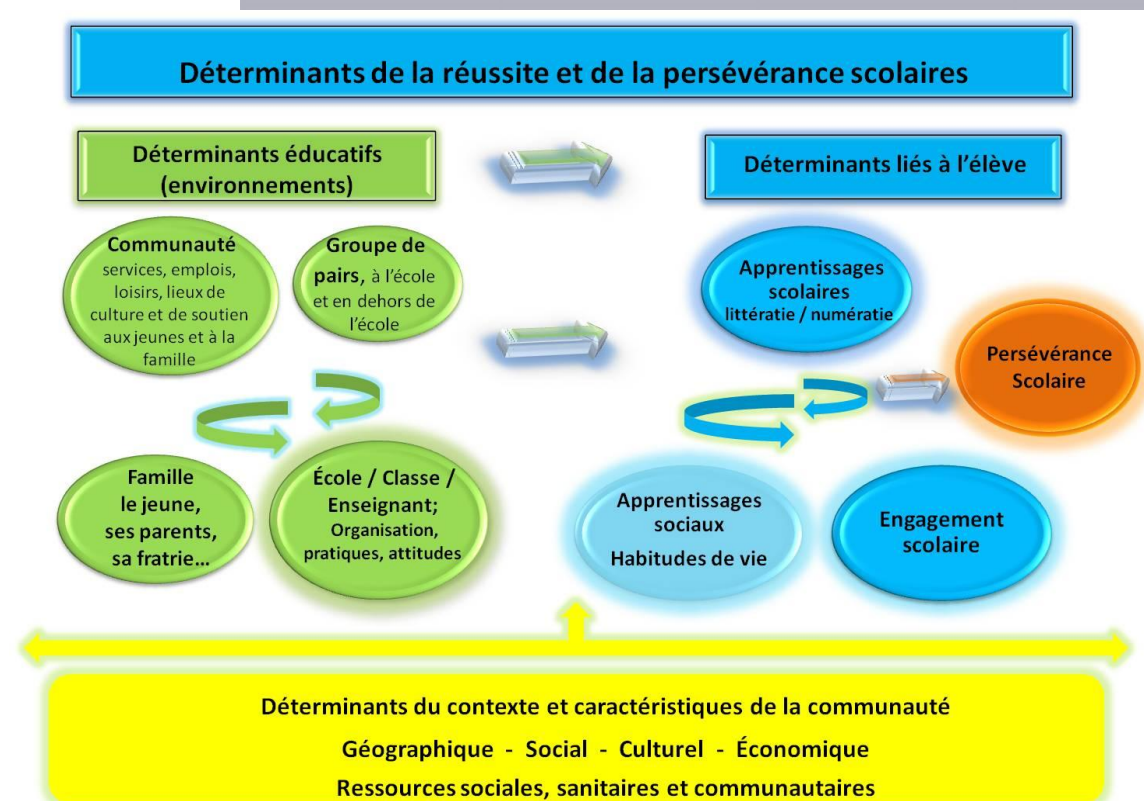 Déterminants de la réussite et de la persévérance scolaires
Déterminants éducatifs
(environnements)
Déterminants liés à l'élève
Communauté
services, emplois,
loisirs, lieux de
culture et de soutien
aux jeunes et à la
famille
Groupe de
pairs, à l'école
et en dehors de
l'école
Apprentissages
scolaires
littératie / numératie
Persévérance
Scolaire
Famille
le jeune,
ses parents,
sa fratrie…
École / Classe /
Enseignant;
Organisation,
pratiques, attitudes
Apprentissages
sociaux
Habitudes de vie
Engagement
scolaire
Déterminants du contexte et caractéristiques de la communauté
Géographique - Social - Culturel - Économique
Ressources sociales, sanitaires et communautaires